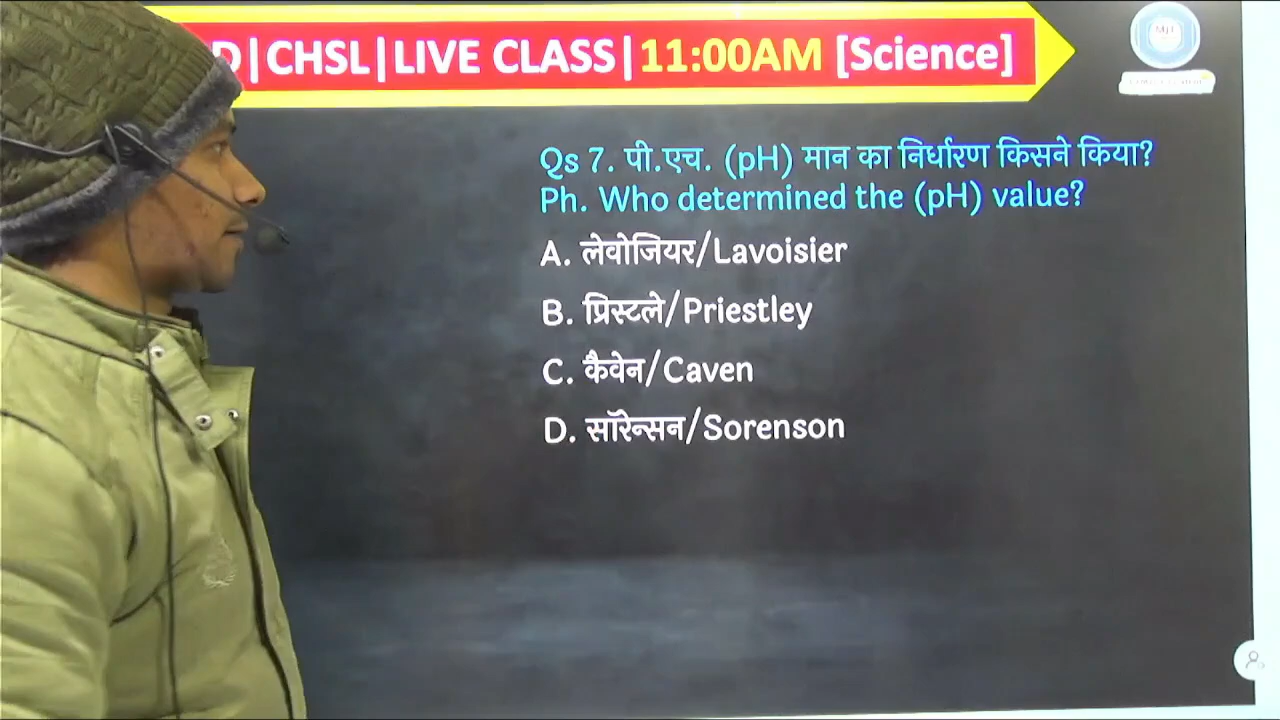 D|CHSL|LIVE CLASS|11:00AM [Science]
MJT
Qs 7. पी.एच. (pH) मान का निर्धारण किसने किया?
Ph. Who determined the (pH) value?
A. लेवोजियर/Lavoisier
B. प्रिस्टले/Priestley
C. कैवेन/Caven
D. सॉरेन्सन/Sorenson